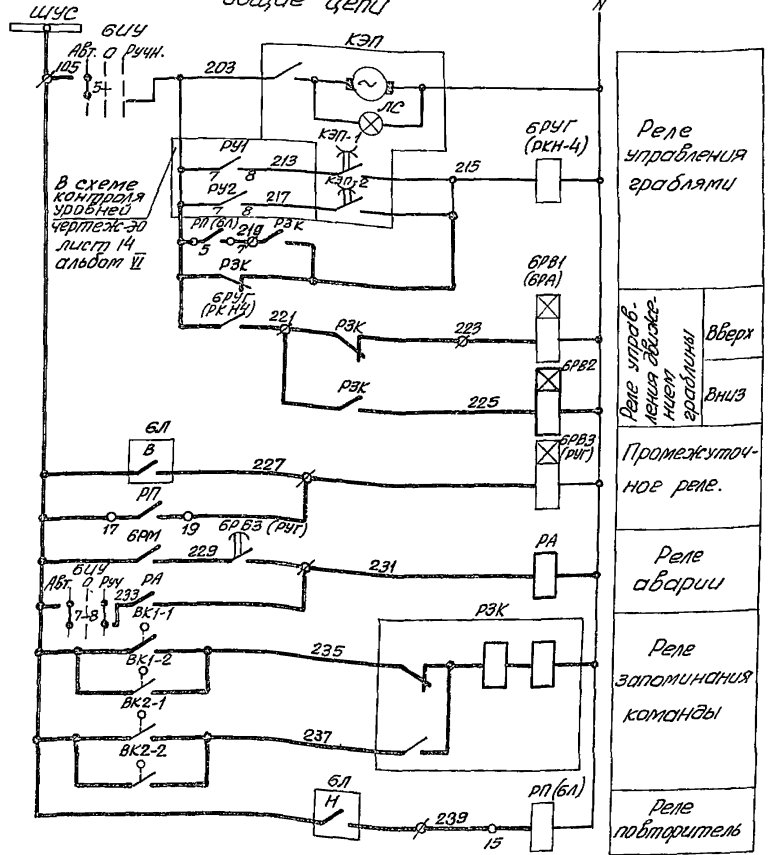 Общие цепи
ШУС
N
6ИУ
Авт. О Ручн.
КЭП
105
5
203
ЛС
КЭП-1
РУ1
7 8
213
215
6РУГ
(РКН-4)
КЭП-2
РУ2
7 8
217
В схеме
контроля
уровней
чертеж-эо
лист 14
альбом VI
РП(6Л)
5
219
7
РЗК
РЗК
6РУГ
(РКН4)
221
РЗК
223
6РВ1
(6РА)
РЗК
225
6РВ2
6Л
В
227
6РВ3
(РУГ)
РП
17
19
6РМ
229
6РВ3 (РУГ)
231
РА
6ИУ
Авт. О Руч
7-8
233
РА
ВК1-1
235
РЗК
ВК1-2
ВК2-1
237
ВК2-2
6Л
Н
239
15
РП(6Л)
Реле
управления
граблями
Реле управ-
ления движе-
нием
граблины
Вверх
Вниз
Промежуточ-
ное реле.
Реле
аварии
Реле
запоминания
команды
Реле
повторитель